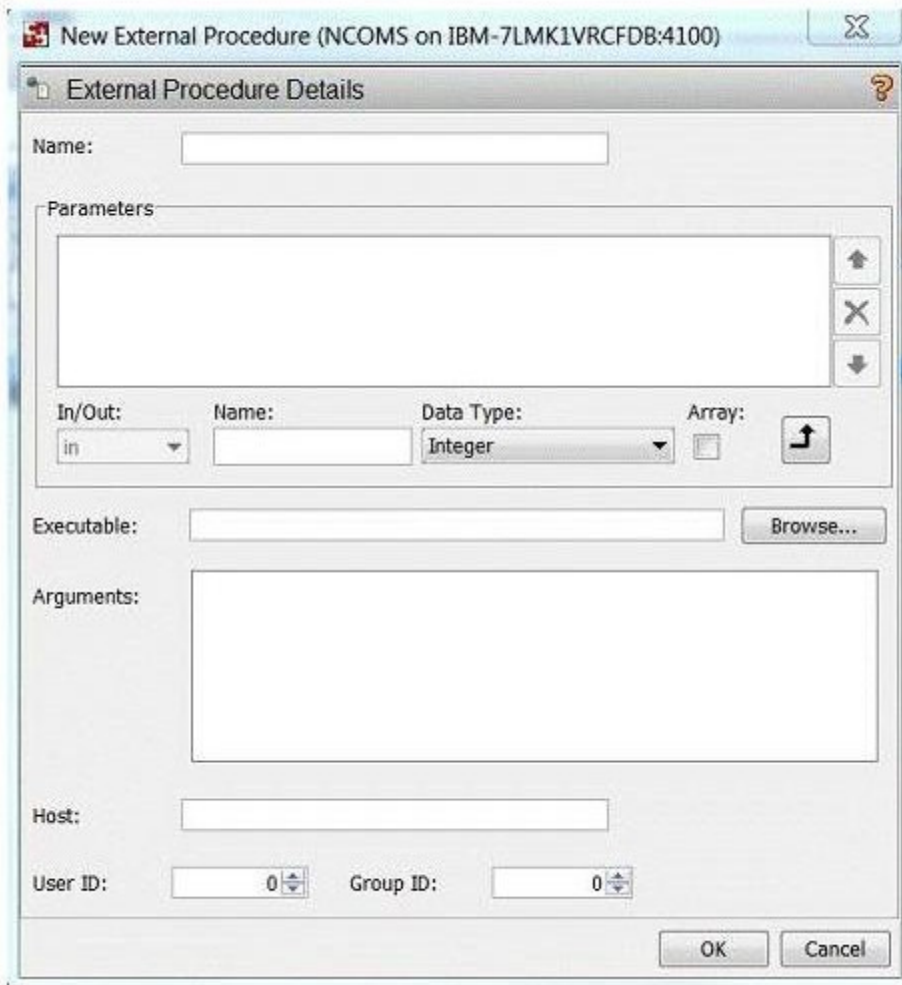 New External Procedure (NCOMS on IBM-7LMK1VRCFDB:4100)
External Procedure Details
Name:
Parameters
In/Out: Name: Data Type: Array:
in Integer
Executable: Browse...
Arguments:
Host:
User ID: 0 Group ID: 0
OK Cancel